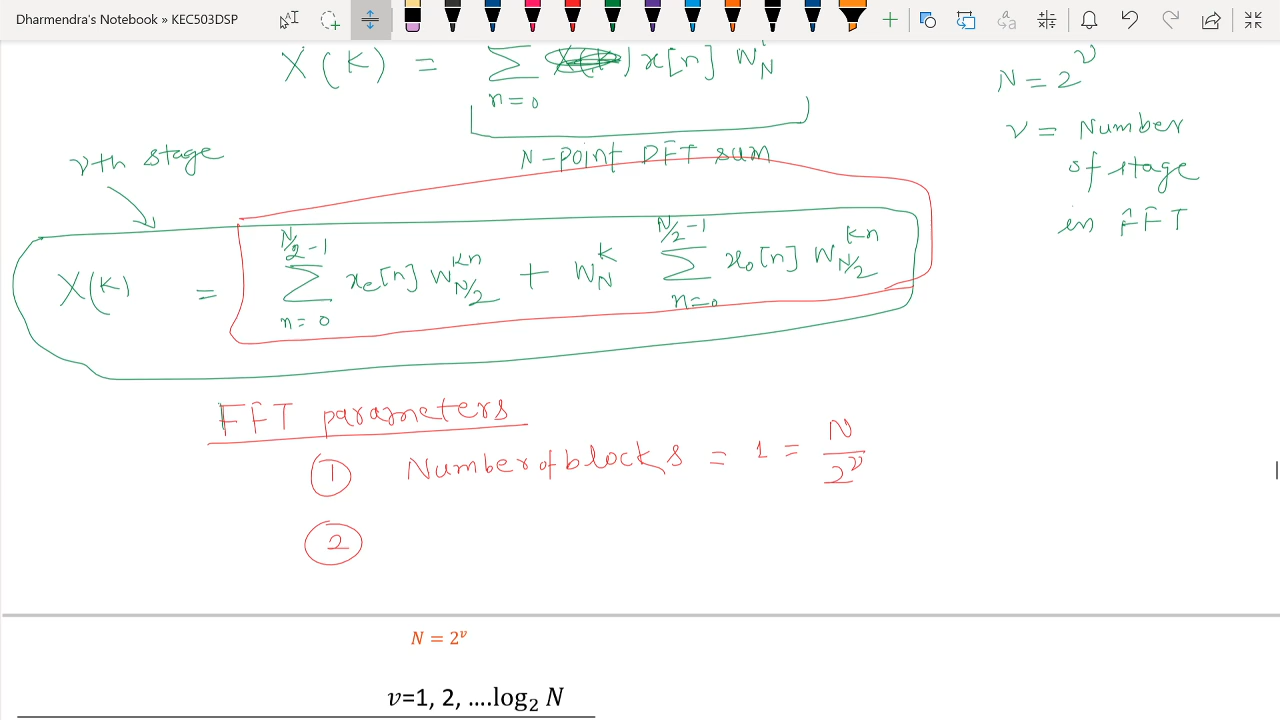 Dharmendra's Notebook » KEC503DSP
X(K) = Σ x[n] W_N
n=0
N-point DFT sum
N = 2^ν
ν = Number
of stage
in FFT
νth stage
X(K) = Σ_{n=0}^{N/2-1} x_e[n] W_{N/2}^{Kn} + W_N^K Σ_{n=0}^{N/2-1} x_o[n] W_{N/2}^{Kn}
FFT parameters
① Number of blocks = 1 = N/2^ν
②
N = 2^v
v=1, 2, ....log₂ N